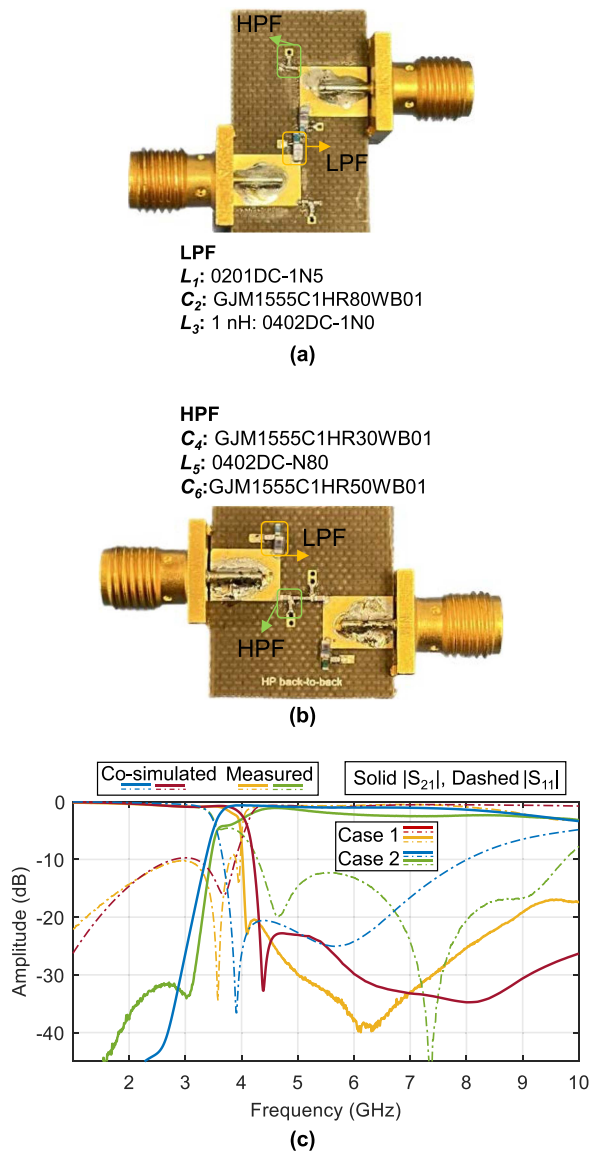 HPF
LPF
LPF
L₁: 0201DC-1N5
C₂: GJM1555C1HR80WB01
L₃: 1 nH: 0402DC-1N0
(a)
HPF
C₄: GJM1555C1HR30WB01
L₅: 0402DC-N80
C₆:GJM1555C1HR50WB01
LPF
HPF
HP back-to-back
(b)
Co-simulated Measured
Solid |S₂₁|, Dashed |S₁₁|
Case 1
Case 2
0
-10
-20
-30
-40
Amplitude (dB)
2 3 4 5 6 7 8 9 10
Frequency (GHz)
(c)